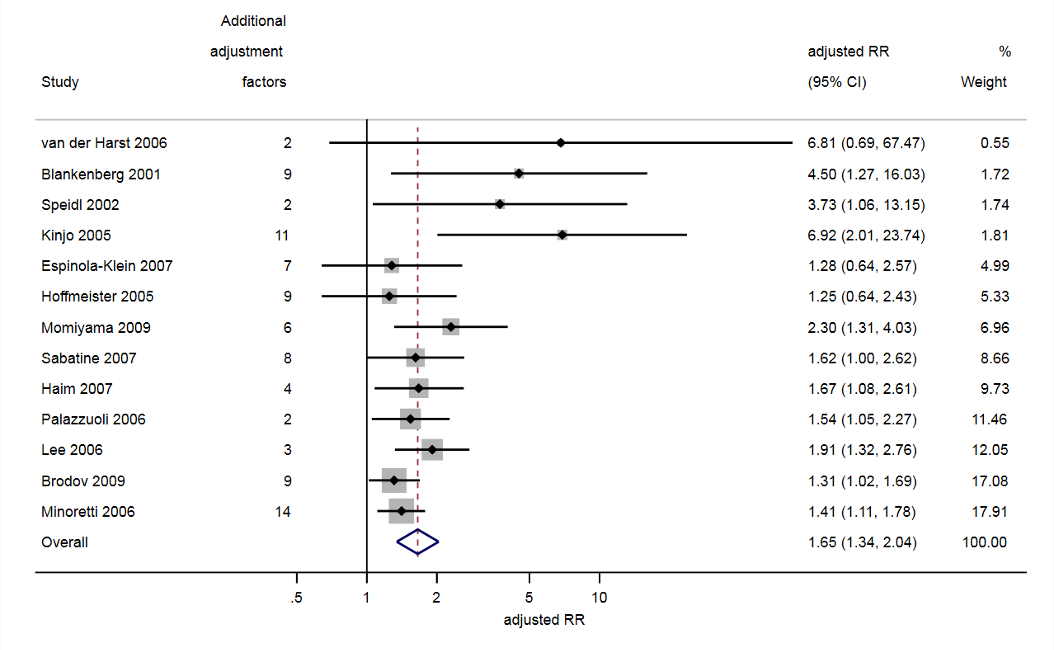 Additional
adjustment adjusted RR %
Study factors (95% CI) Weight
van der Harst 2006 2 6.81 (0.69, 67.47) 0.55
Blankenberg 2001 9 4.50 (1.27, 16.03) 1.72
Speidl 2002 2 3.73 (1.06, 13.15) 1.74
Kinjo 2005 11 6.92 (2.01, 23.74) 1.81
Espinola-Klein 2007 7 1.28 (0.64, 2.57) 4.99
Hoffmeister 2005 9 1.25 (0.64, 2.43) 5.33
Momiyama 2009 6 2.30 (1.31, 4.03) 6.96
Sabatine 2007 8 1.62 (1.00, 2.62) 8.66
Haim 2007 4 1.67 (1.08, 2.61) 9.73
Palazzuoli 2006 2 1.54 (1.05, 2.27) 11.46
Lee 2006 3 1.91 (1.32, 2.76) 12.05
Brodov 2009 9 1.31 (1.02, 1.69) 17.08
Minoretti 2006 14 1.41 (1.11, 1.78) 17.91
Overall 1.65 (1.34, 2.04) 100.00
.5 1 2 5 10
adjusted RR